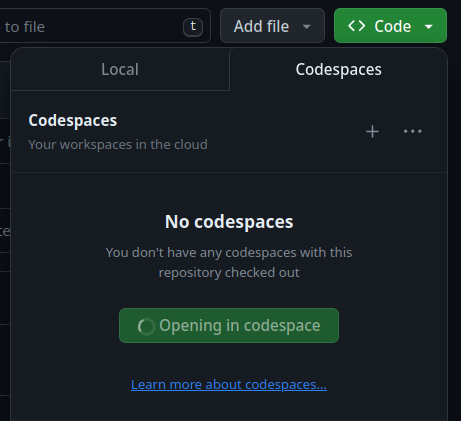 to file
t
Add file
Code
Local
Codespaces
Codespaces
Your workspaces in the cloud
No codespaces
You don't have any codespaces with this
repository checked out
Opening in codespace
Learn more about codespaces...